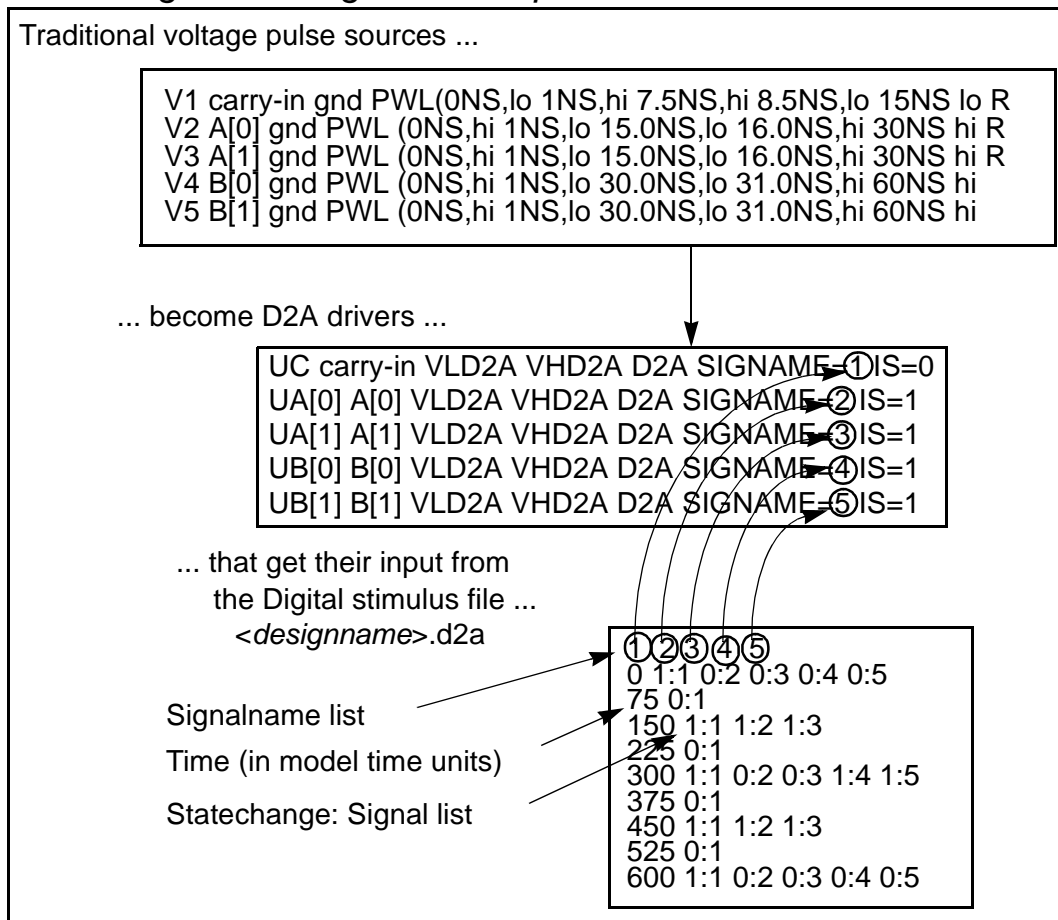 Traditional voltage pulse sources ...
V1 carry-in gnd PWL(0NS,lo 1NS,hi 7.5NS,hi 8.5NS,lo 15NS lo R
V2 A[0] gnd PWL (0NS,hi 1NS,lo 15.0NS,lo 16.0NS,hi 30NS hi R
V3 A[1] gnd PWL (0NS,hi 1NS,lo 15.0NS,lo 16.0NS,hi 30NS hi R
V4 B[0] gnd PWL (0NS,hi 1NS,lo 30.0NS,lo 31.0NS,hi 60NS hi
V5 B[1] gnd PWL (0NS,hi 1NS,lo 30.0NS,lo 31.0NS,hi 60NS hi
... become D2A drivers ...
UC carry-in VLD2A VHD2A D2A SIGNAME=1 IS=0
UA[0] A[0] VLD2A VHD2A D2A SIGNAME=2 IS=1
UA[1] A[1] VLD2A VHD2A D2A SIGNAME=3 IS=1
UB[0] B[0] VLD2A VHD2A D2A SIGNAME=4 IS=1
UB[1] B[1] VLD2A VHD2A D2A SIGNAME=5 IS=1
... that get their input from
the Digital stimulus file ...
<designname>.d2a
1 2 3 4 5
0 1:1 0:2 0:3 0:4 0:5
75 0:1
150 1:1 1:2 1:3
225 0:1
300 1:1 0:2 0:3 1:4 1:5
375 0:1
450 1:1 1:2 1:3
525 0:1
600 1:1 0:2 0:3 0:4 0:5
Signalname list
Time (in model time units)
Statechange: Signal list